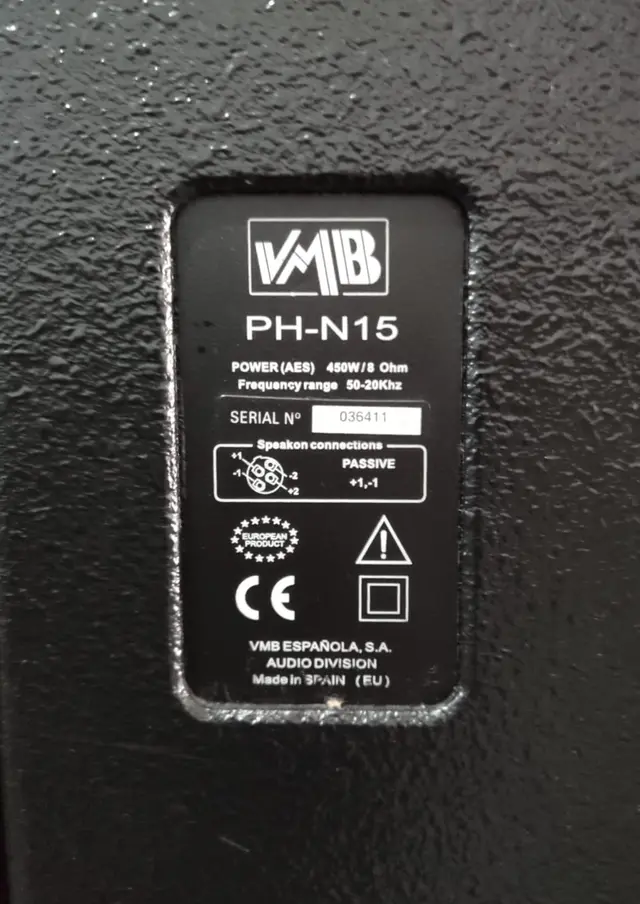 VMB
PH-N15
POWER (AES) 450W/8 Ohm
Frequency range 50-20Khz
SERIAL Nº 036411
Speakon connections
+1
-1
-2
+2
PASSIVE
+1,-1
EUROPEAN
PRODUCT
CE
VMB ESPAÑOLA, S.A.
AUDIO DIVISION
Made in SPAIN (EU)